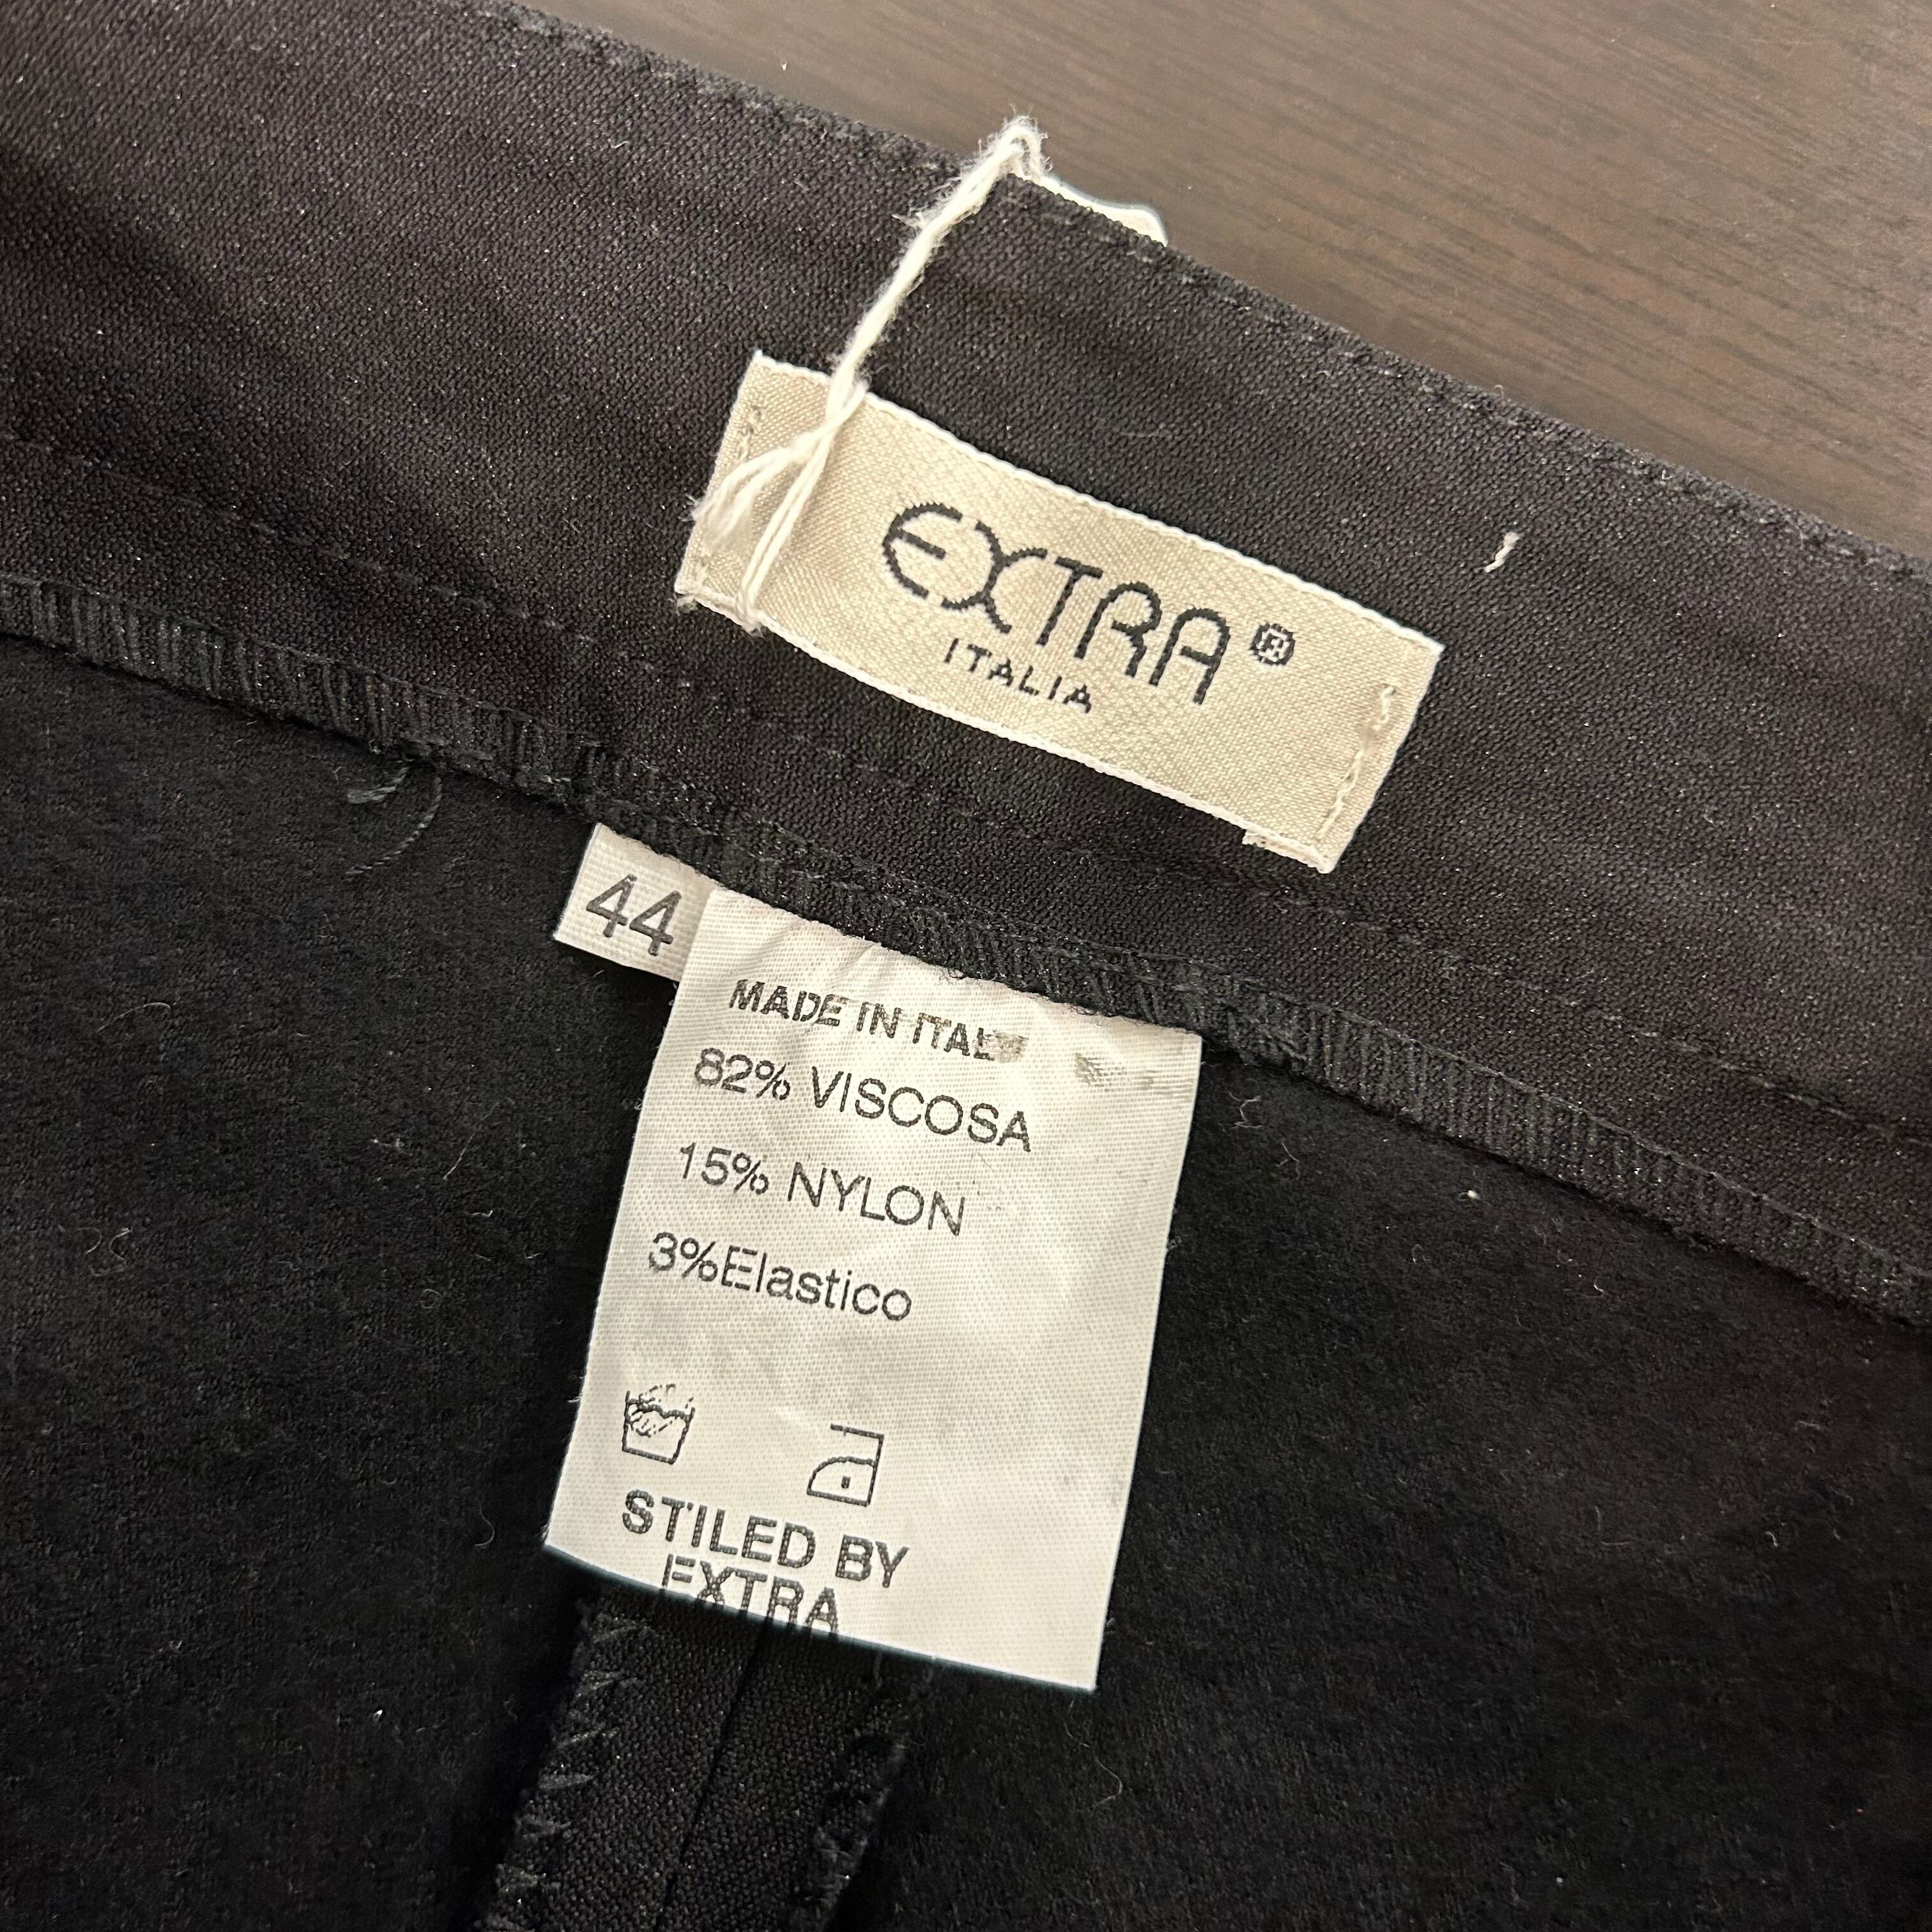 EXTRA®
ITALIA
44
MADE IN ITALY
82% VISCOSA
15% NYLON
3%Elastico
STILED BY
EXTRA